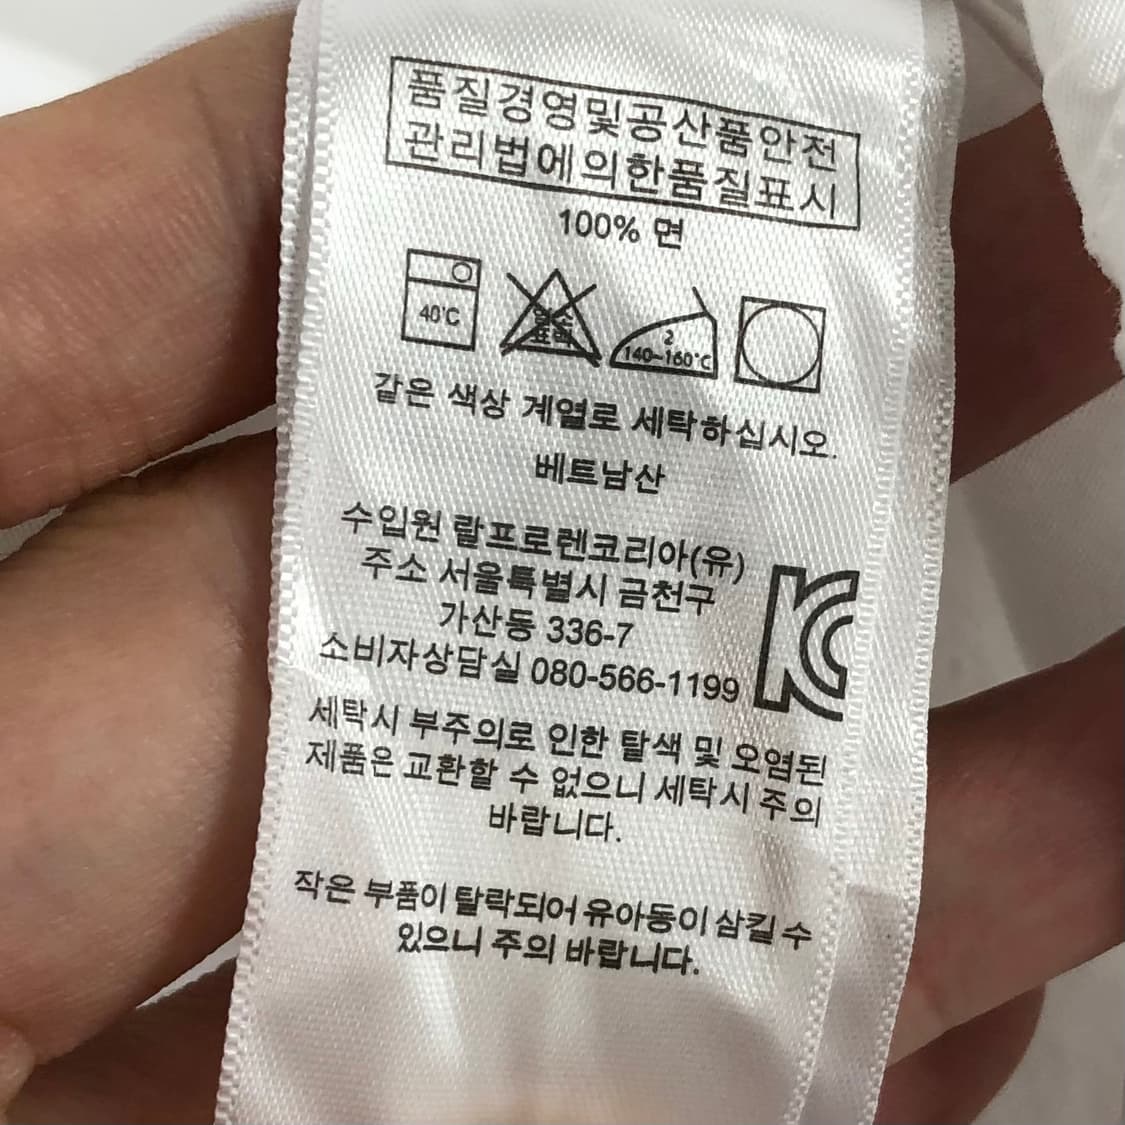 품질경영및공산품안전
관리법에의한품질표시
100% 면
40°C
염소
표백
2
140~160°C
같은 색상 계열로 세탁하십시오.
베트남산
수입원 랄프로렌코리아(유)
주소 서울특별시 금천구
가산동 336-7
소비자상담실 080-566-1199
세탁시 부주의로 인한 탈색 및 오염된
제품은 교환할 수 없으니 세탁시 주의
바랍니다.
작은 부품이 탈락되어 유아동이 삼킬 수
있으니 주의 바랍니다.